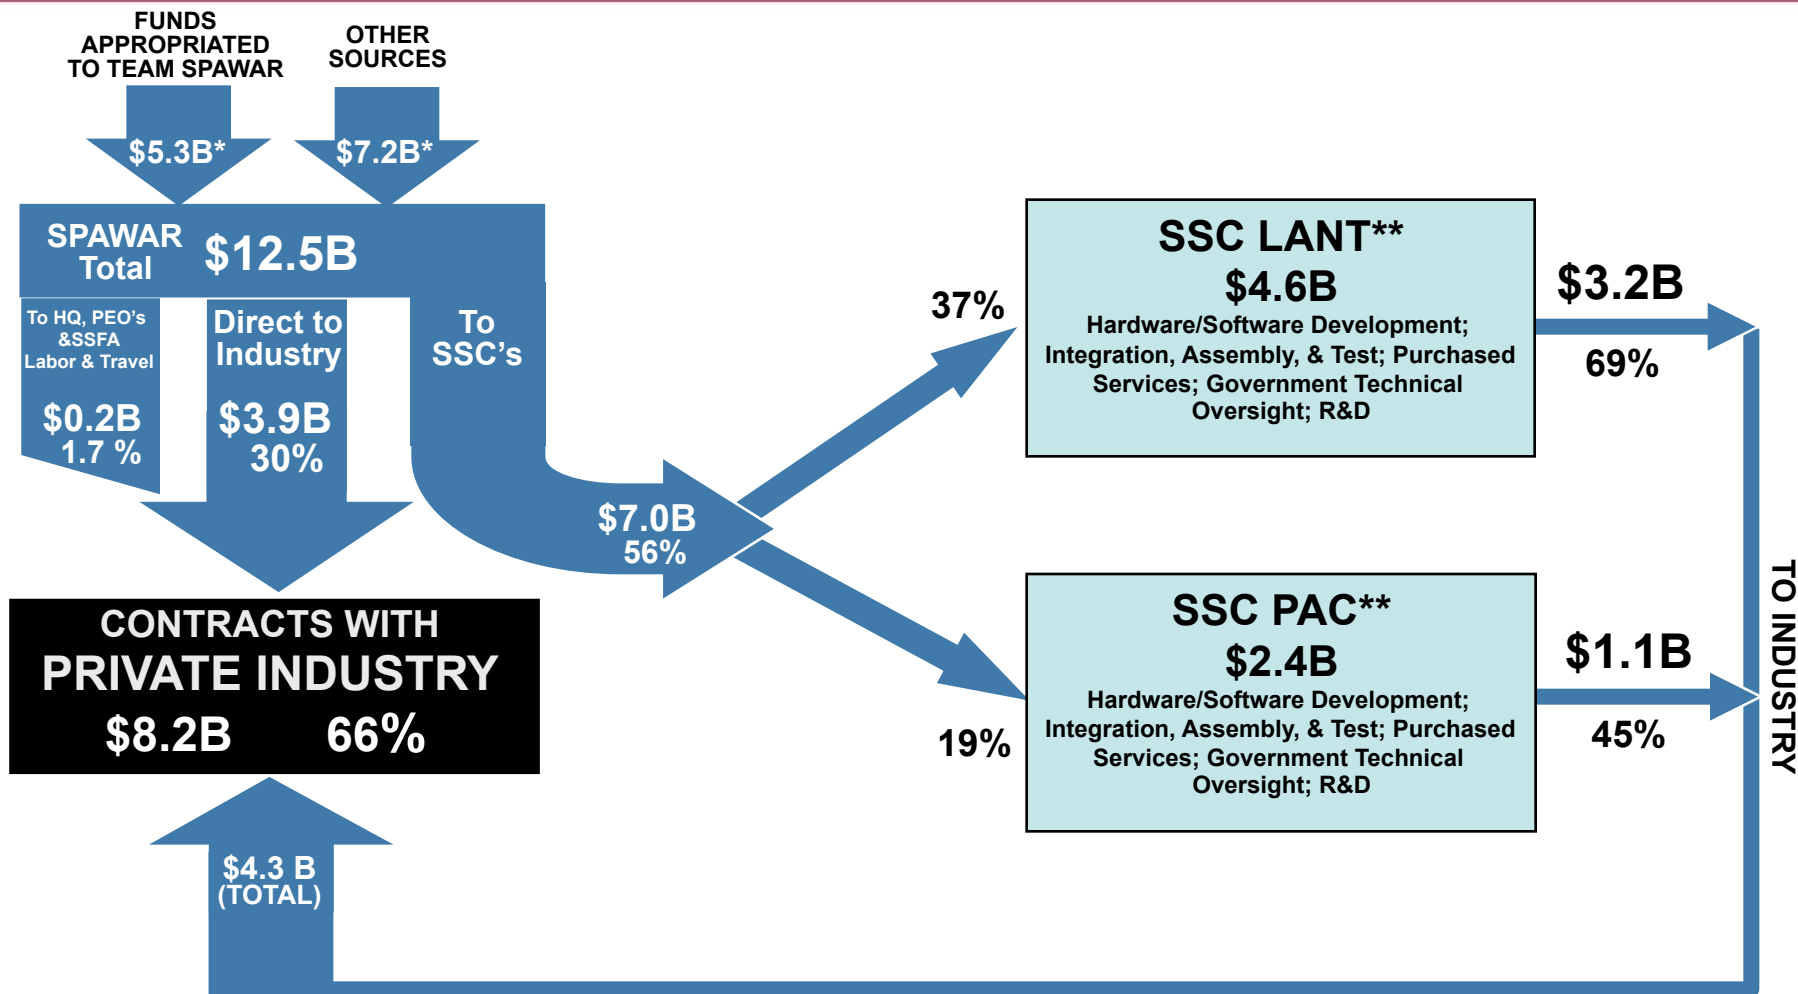 FUNDS
APPROPRIATED
TO TEAM SPAWAR
OTHER
SOURCES
$5.3B*
$7.2B*
SPAWAR
Total
$12.5B
To HQ, PEO's
&SSFA
Labor & Travel
$0.2B
1.7 %
Direct to
Industry
$3.9B
30%
To
SSC's
$7.0B
56%
37%
19%
SSC LANT**
$4.6B
Hardware/Software Development;
Integration, Assembly, & Test; Purchased
Services; Government Technical
Oversight; R&D
$3.2B
69%
SSC PAC**
$2.4B
Hardware/Software Development;
Integration, Assembly, & Test; Purchased
Services; Government Technical
Oversight; R&D
$1.1B
45%
TO INDUSTRY
CONTRACTS WITH
PRIVATE INDUSTRY
$8.2B 66%
$4.3 B
(TOTAL)